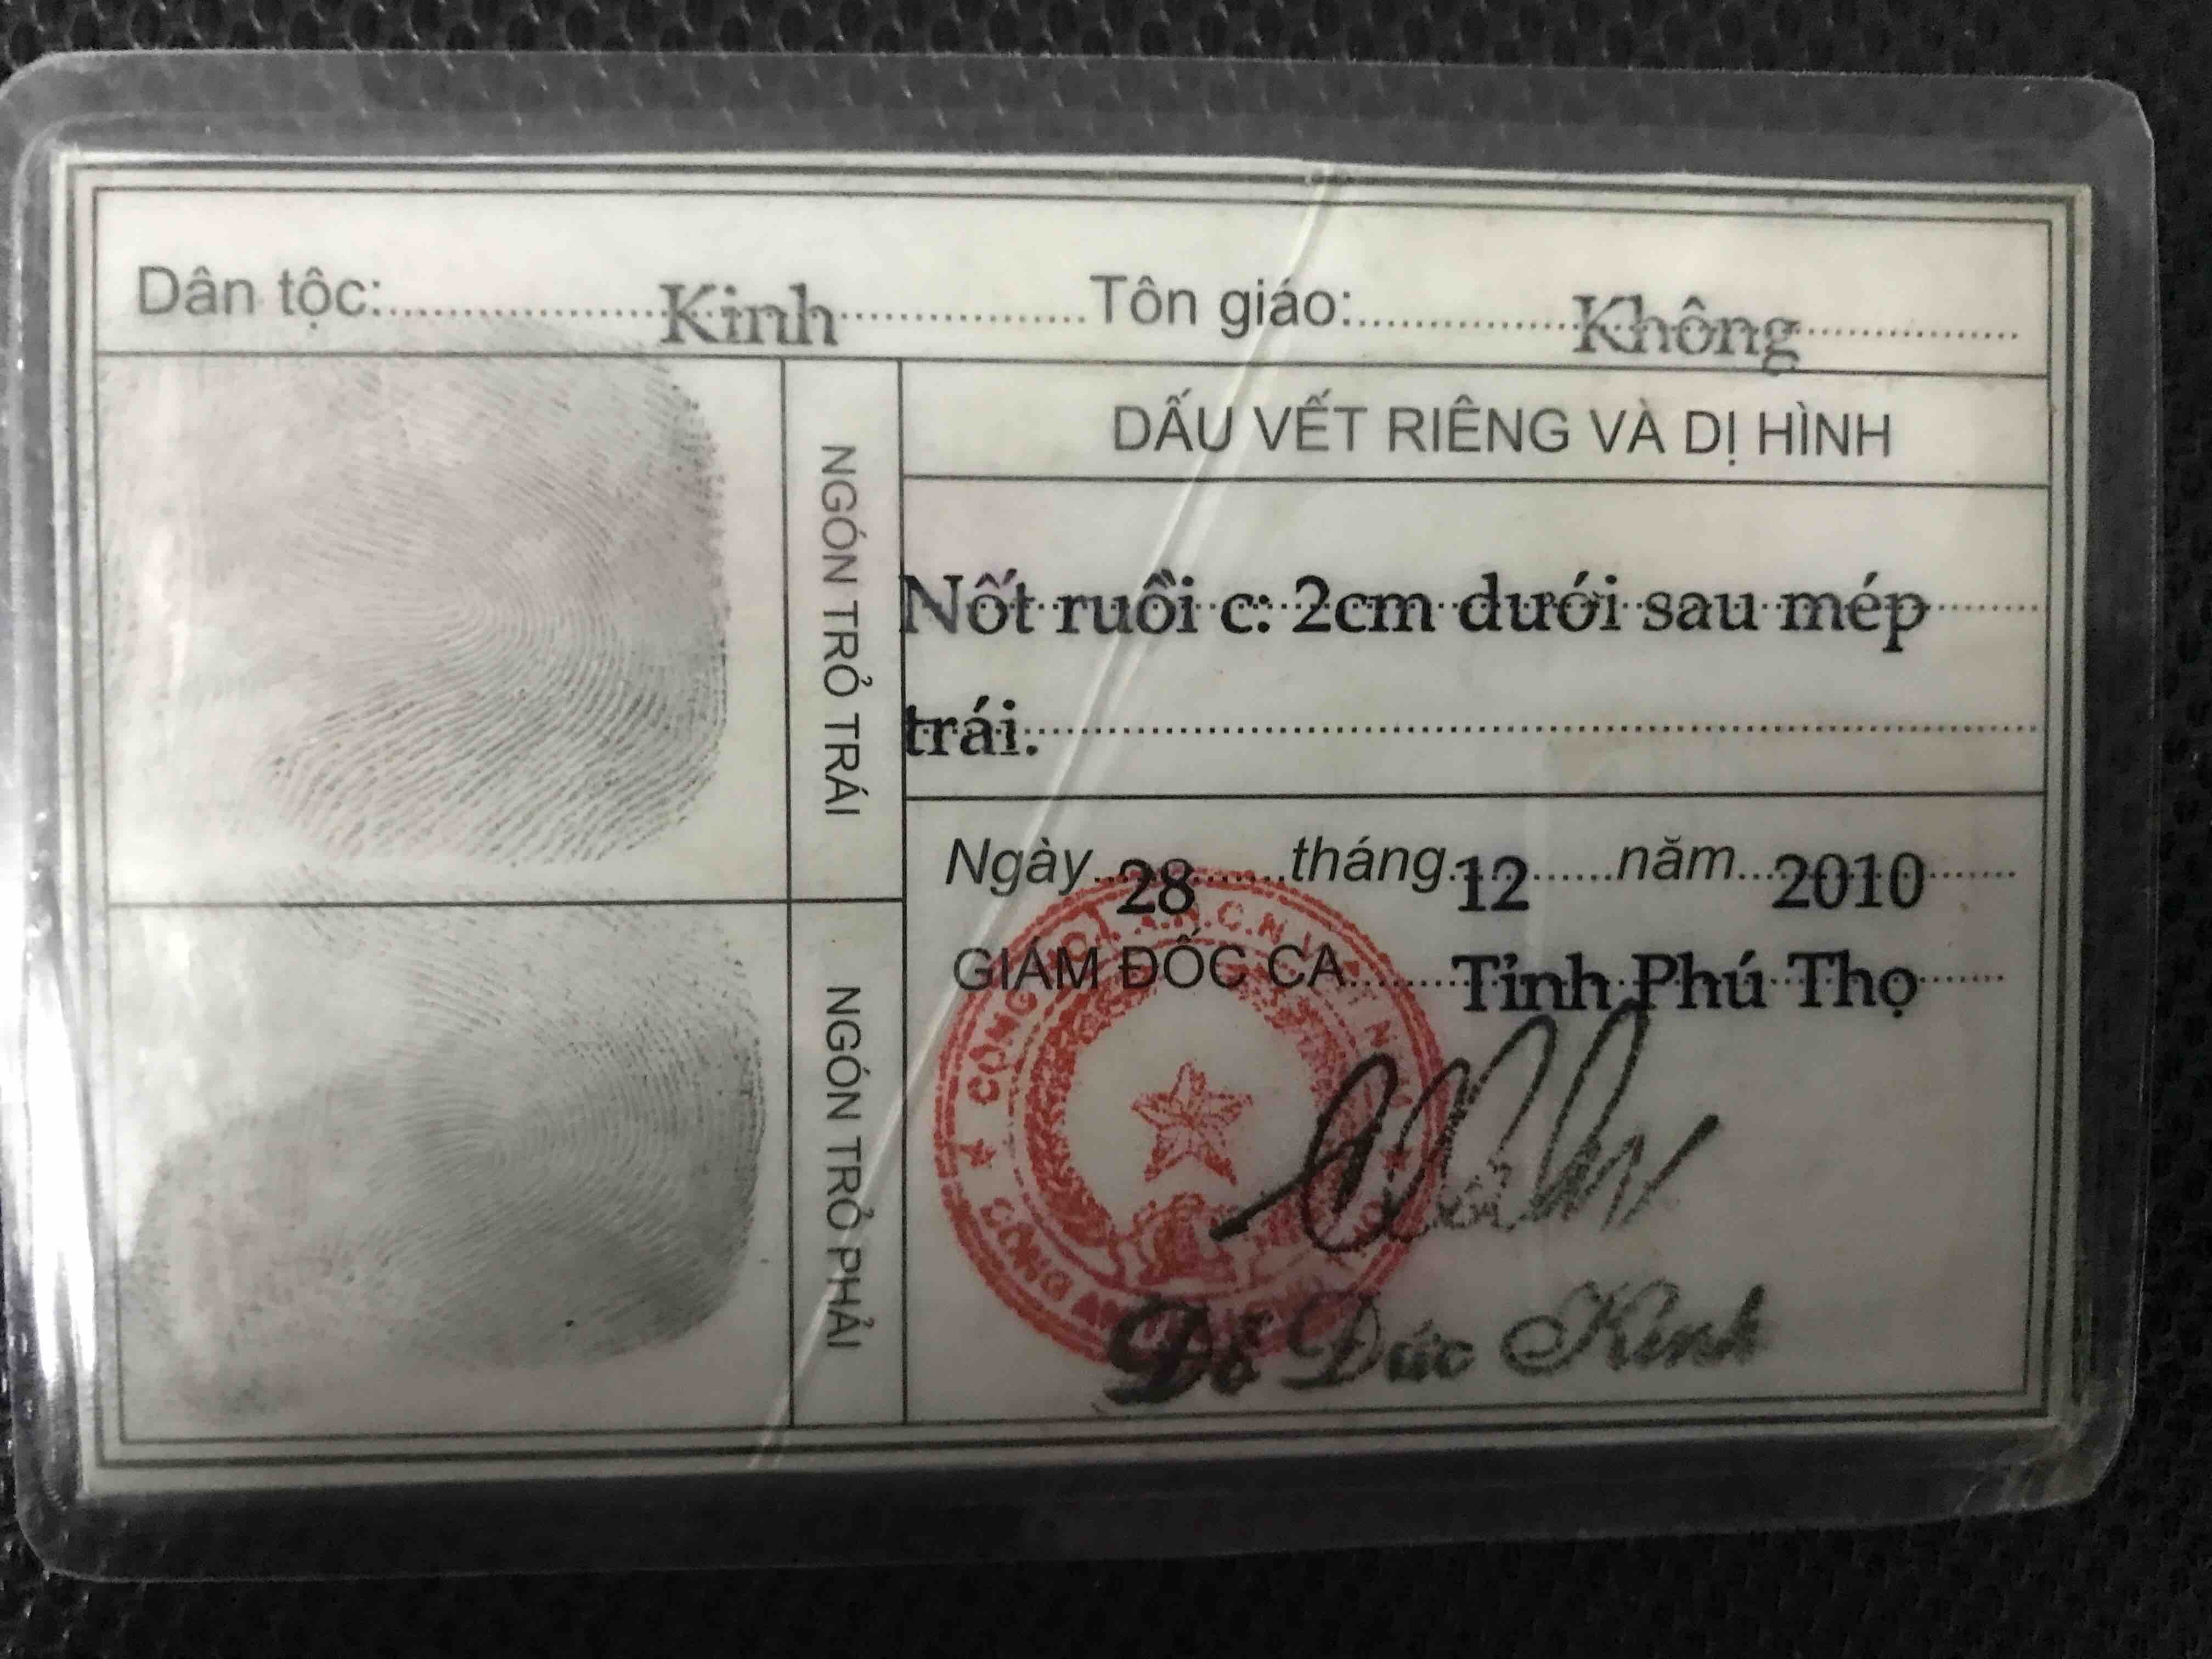 Dân tộc: Kinh Tôn giáo: Không
NGÓN TRỎ TRÁI
DẤU VẾT RIÊNG VÀ DỊ HÌNH
Nốt ruồi c: 2cm dưới sau mép
trái.
NGÓN TRỎ PHẢI
Ngày 28 tháng 12 năm 2010
GIÁM ĐỐC CA Tỉnh Phú Thọ
Đỗ Đức Kinh